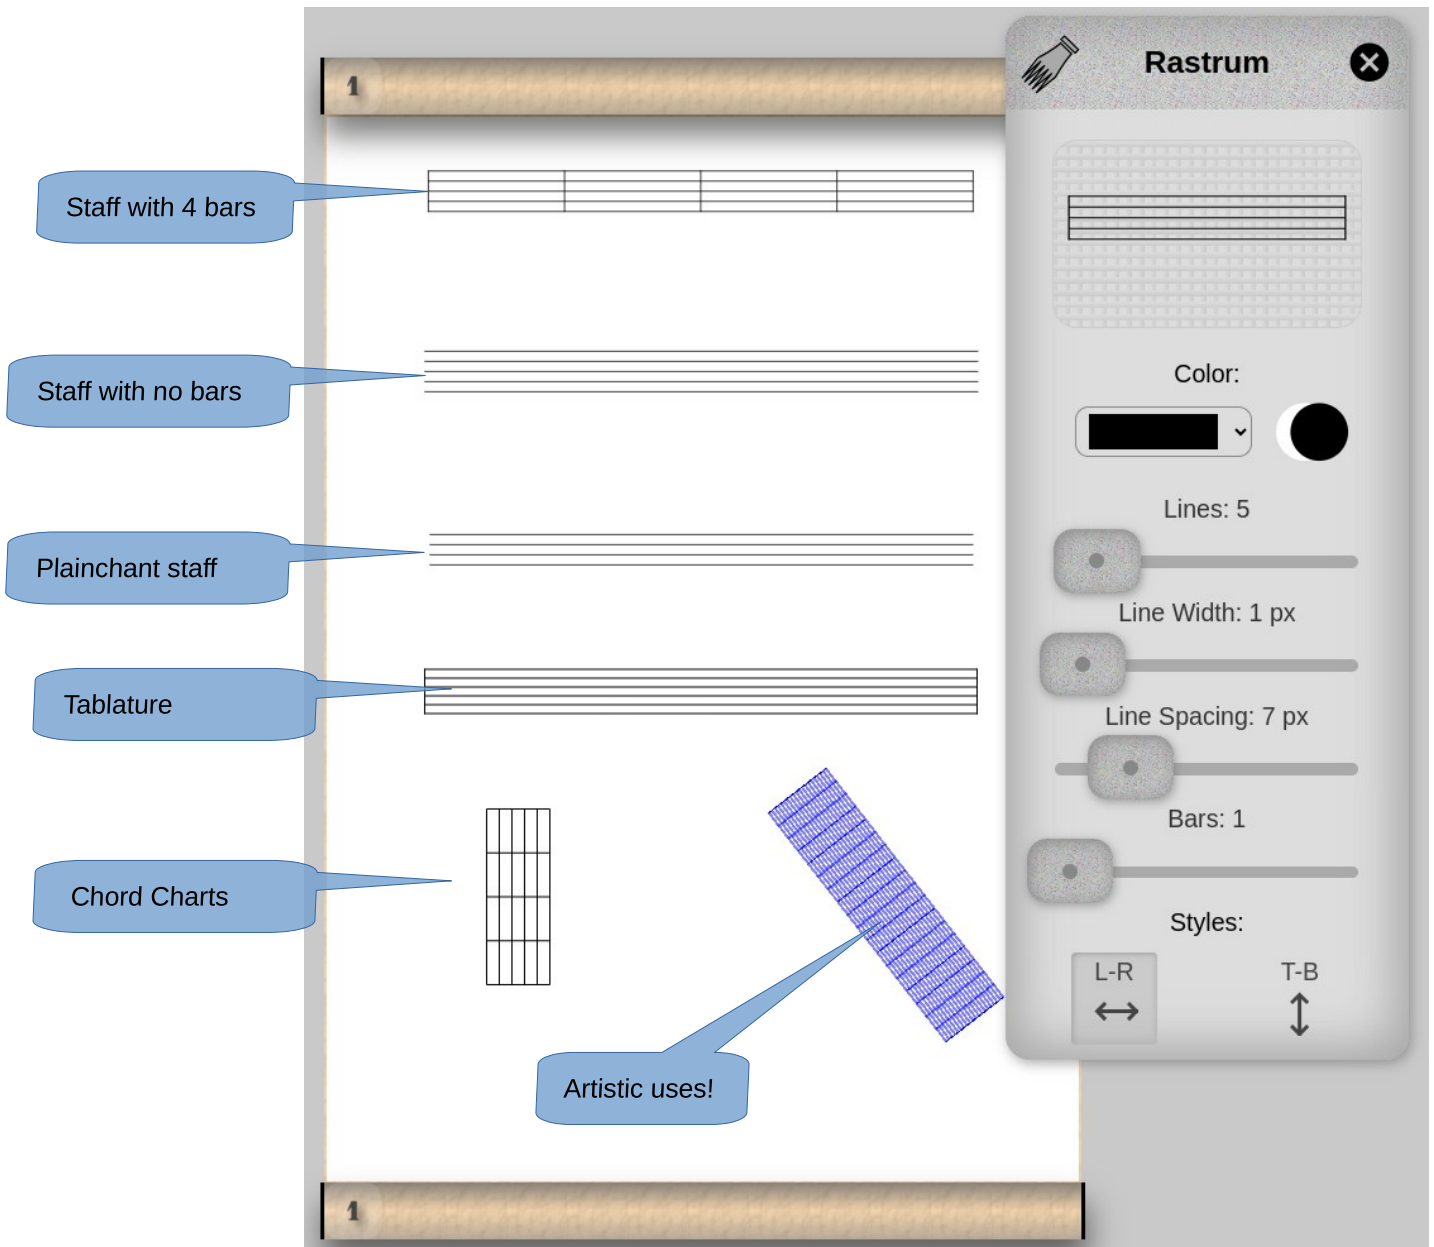 1
Rastrum
Staff with 4 bars
Staff with no bars
Color:
Lines: 5
Plainchant staff
Line Width: 1 px
Tablature
Line Spacing: 7 px
Bars: 1
Chord Charts
Styles:
L-R
T-B
Artistic uses!
1